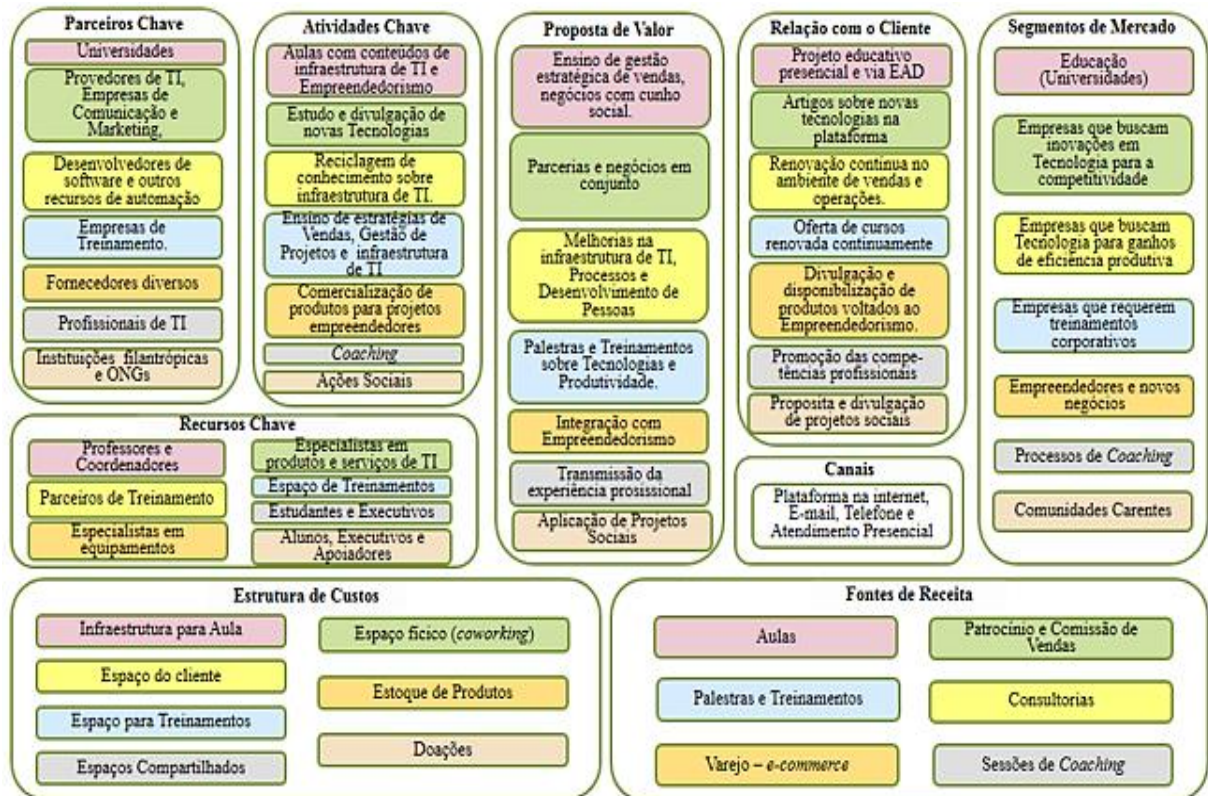 Parceiros Chave
Universidades
Provedores de TI,
Empresas de
Comunicação e
Marketing,
Desenvolvedores de
software e outros
recursos de automação
Empresas de
Treinamento.
Fornecedores diversos
Profissionais de TI
Instituições filantrópicas
e ONGs
Atividades Chave
Aulas com conteúdos de
infraestrutura de TI e
Empreendedorismo
Estudo e divulgação de
novas Tecnologias
Reciclagem de
conhecimento sobre
infraestrutura de TI.
Ensino de estratégias de
Vendas, Gestão de
Projetos e infraestrutura
de TI
Comercialização de
produtos para projetos
empreendedores
Coaching
Ações Sociais
Recursos Chave
Professores e
Coordenadores
Parceiros de Treinamento
Especialistas em
equipamentos
Especialistas em
produtos e serviços de TI
Espaço de Treinamentos
Estudantes e Executivos
Alunos, Executivos e
Apoiadores
Proposta de Valor
Ensino de gestão
estratégica de vendas,
negócios com cunho
social.
Parcerias e negócios em
conjunto
Melhorias na
infraestrutura de TI,
Processos e
Desenvolvimento de
Pessoas
Palestras e Treinamentos
sobre Tecnologias e
Produtividade.
Integração com
Empreendedorismo
Transmissão da
experiência prosissional
Aplicação de Projetos
Sociais
Relação com o Cliente
Projeto educativo
presencial e via EAD
Artigos sobre novas
tecnologias na
plataforma
Renovação contínua no
ambiente de vendas e
operações.
Oferta de cursos
renovada continuamente
Divulgação e
disponibilização de
produtos voltados ao
Empreendedorismo.
Promoção das compe-
tências profissionais
Proposita e divulgação
de projetos sociais
Canais
Plataforma na internet,
E-mail, Telefone e
Atendimento Presencial
Segmentos de Mercado
Educação
(Universidades)
Empresas que buscam
inovações em
Tecnologia para a
competitividade
Empresas que buscam
Tecnologia para ganhos
de eficiência produtiva
Empresas que requerem
treinamentos
corporativos
Empreendedores e novos
negócios
Processos de Coaching
Comunidades Carentes
Estrutura de Custos
Infraestrutura para Aula
Espaço do cliente
Espaço para Treinamentos
Espaços Compartilhados
Espaço fícico (coworking)
Estoque de Produtos
Doações
Fontes de Receita
Aulas
Palestras e Treinamentos
Varejo – e-commerce
Patrocínio e Comissão de
Vendas
Consultorias
Sessões de Coaching